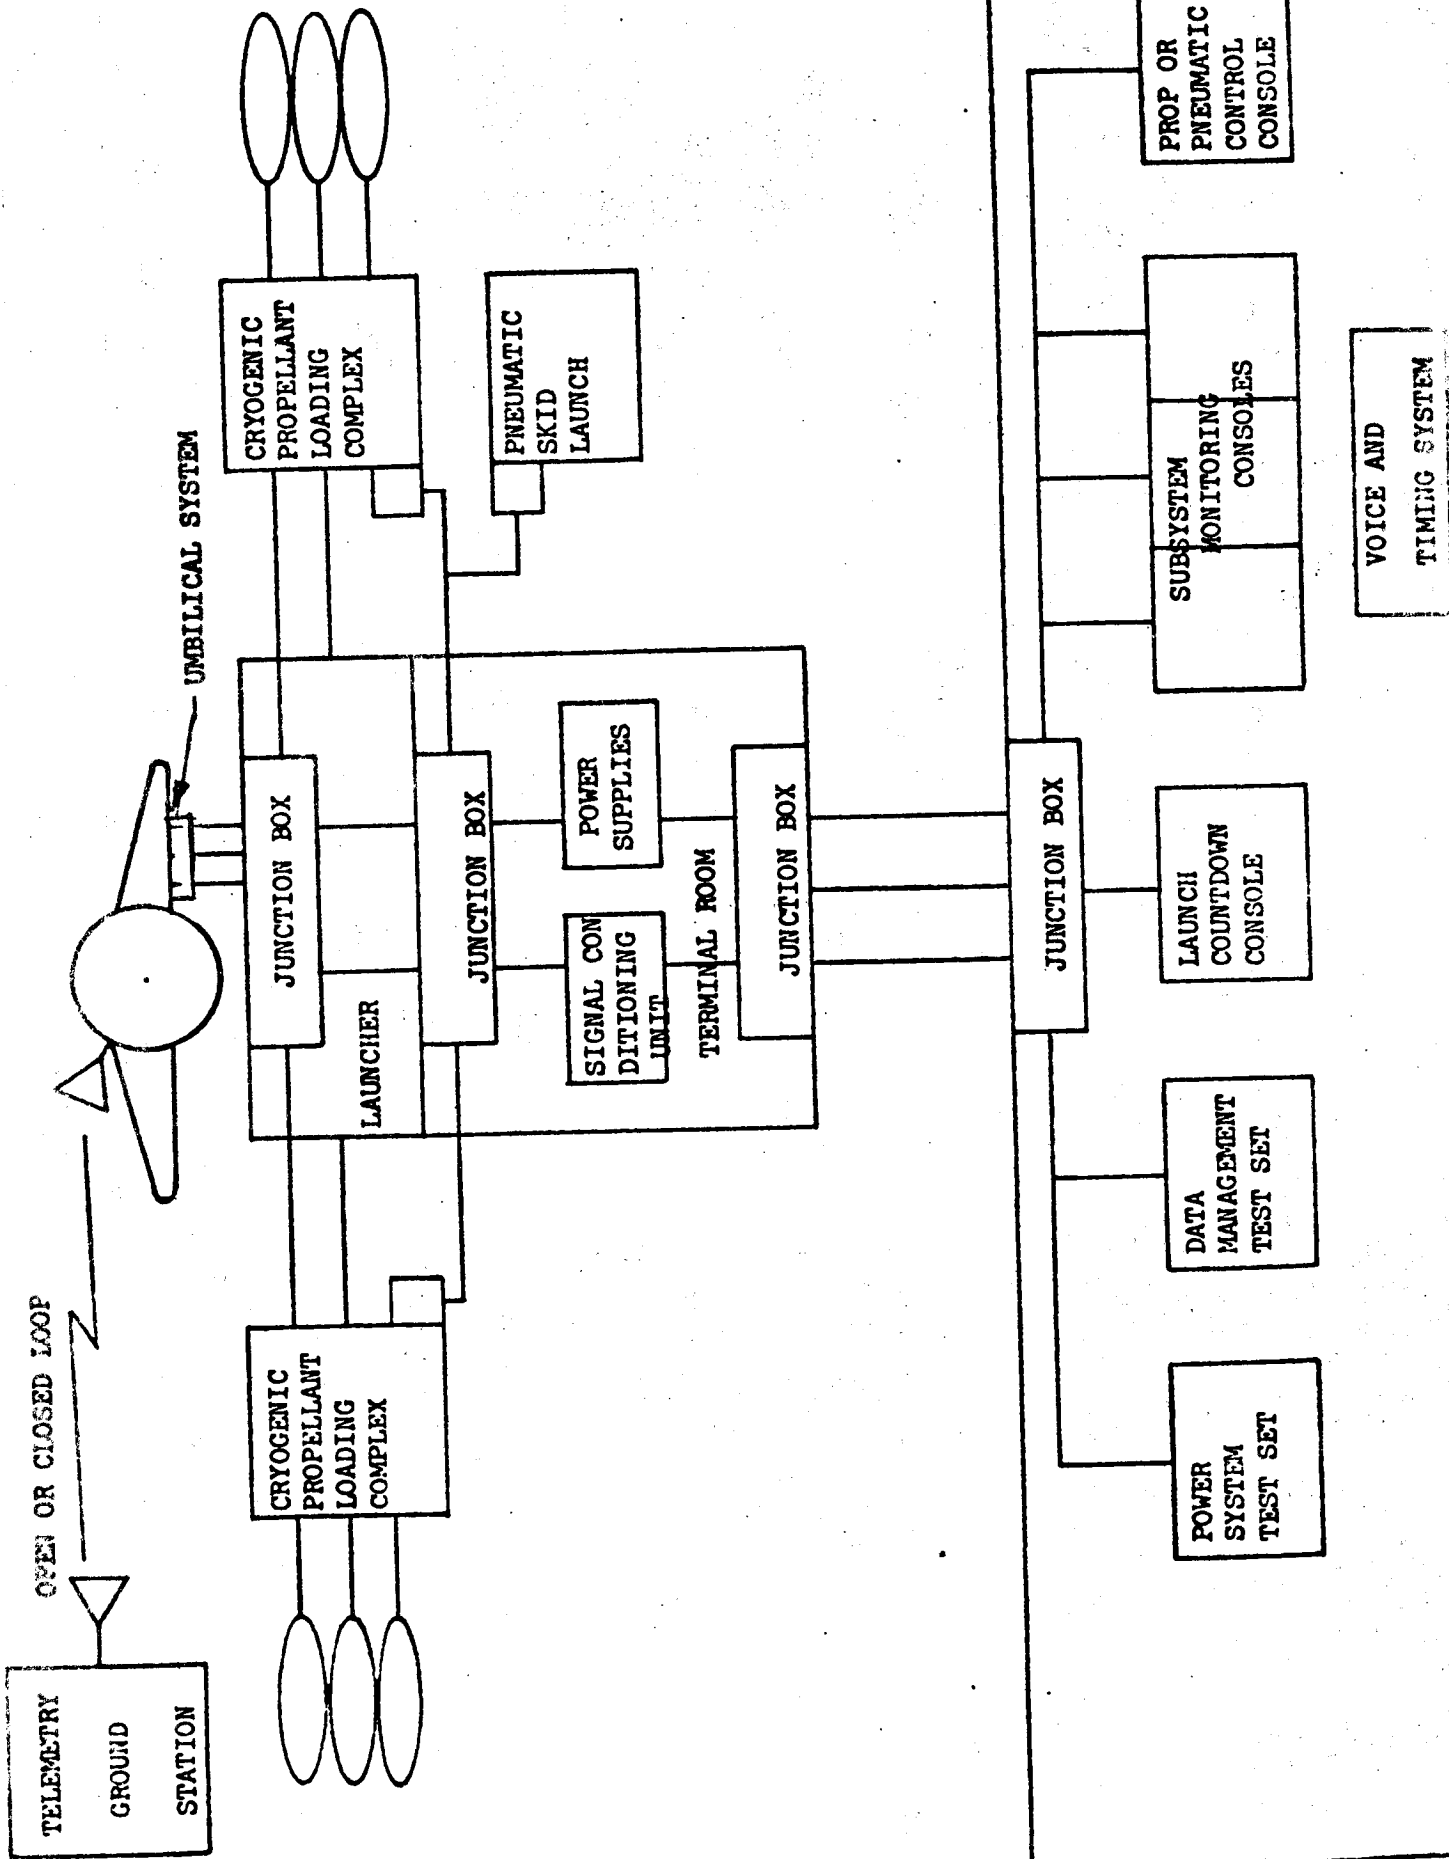 TELEMETRY
GROUND
STATION
OPEN OR CLOSED LOOP
UMBILICAL SYSTEM
CRYOGENIC
PROPELLANT
LOADING
COMPLEX
JUNCTION BOX
LAUNCHER
CRYOGENIC
PROPELLANT
LOADING
COMPLEX
JUNCTION BOX
PNEUMATIC
SKID
LAUNCH
SIGNAL CON
DITIONING
UNIT
POWER
SUPPLIES
TERMINAL ROOM
JUNCTION BOX
JUNCTION BOX
POWER
SYSTEM
TEST SET
DATA
MANAGEMENT
TEST SET
LAUNCH
COUNTDOWN
CONSOLE
SUBSYSTEM
MONITORING
CONSOLES
PROP OR
PNEUMATIC
CONTROL
CONSOLE
VOICE AND
TIMING SYSTEM